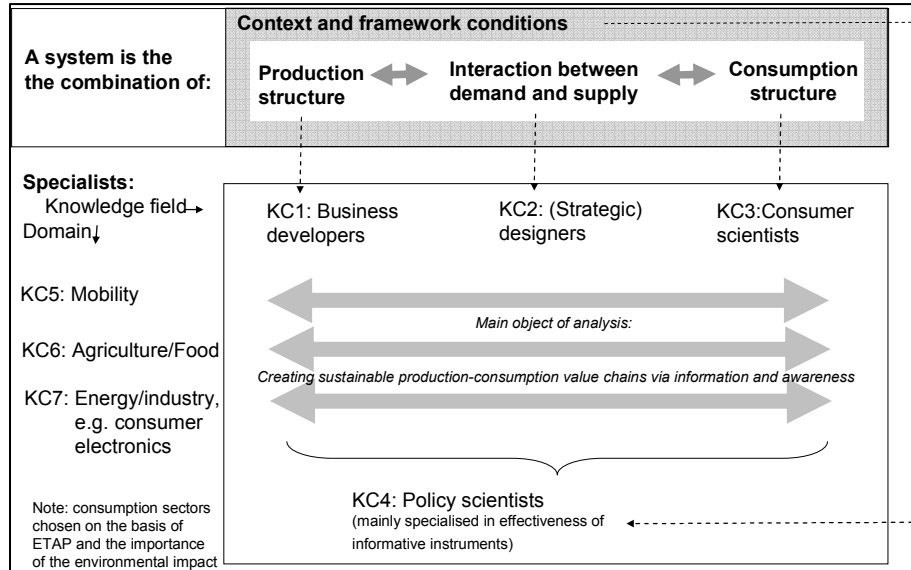 Context and framework conditions
A system is the
the combination of:
Production
structure
Interaction between
demand and supply
Consumption
structure
Specialists:
Knowledge field→
Domain↓
KC1: Business
developers
KC2: (Strategic)
designers
KC3:Consumer
scientists
KC5: Mobility
Main object of analysis:
KC6: Agriculture/Food
Creating sustainable production-consumption value chains via information and awareness
KC7: Energy/industry,
e.g. consumer
electronics
KC4: Policy scientists
(mainly specialised in effectiveness of
informative instruments)
Note: consumption sectors
chosen on the basis of
ETAP and the importance
of the environmental impact